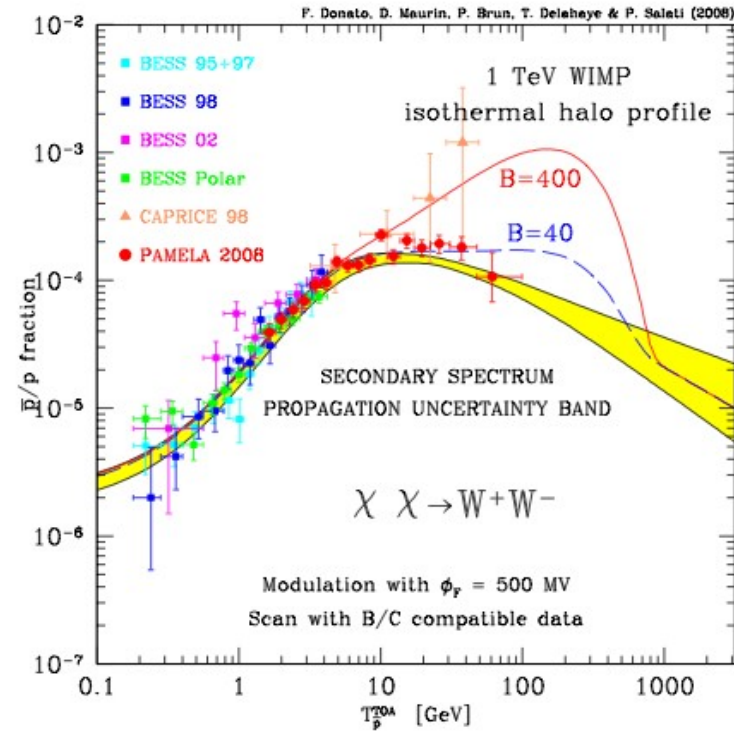 F. Donato, D. Maurin, P. Brun, T. Delahaye & P. Salati (2008)
10⁻²
BESS 95+97
BESS 98
BESS 02
BESS Polar
CAPRICE 98
PAMELA 2008
1 TeV WIMP
isothermal halo profile
10⁻³
B=400
B=40
10⁻⁴
p̅/p fraction
SECONDARY SPECTRUM
PROPAGATION UNCERTAINTY BAND
10⁻⁵
χ χ→W⁺W⁻
10⁻⁶
Modulation with ϕ_F = 500 MV
Scan with B/C compatible data
10⁻⁷
0.1 1 10 100 1000
T_p̅^TOA [GeV]